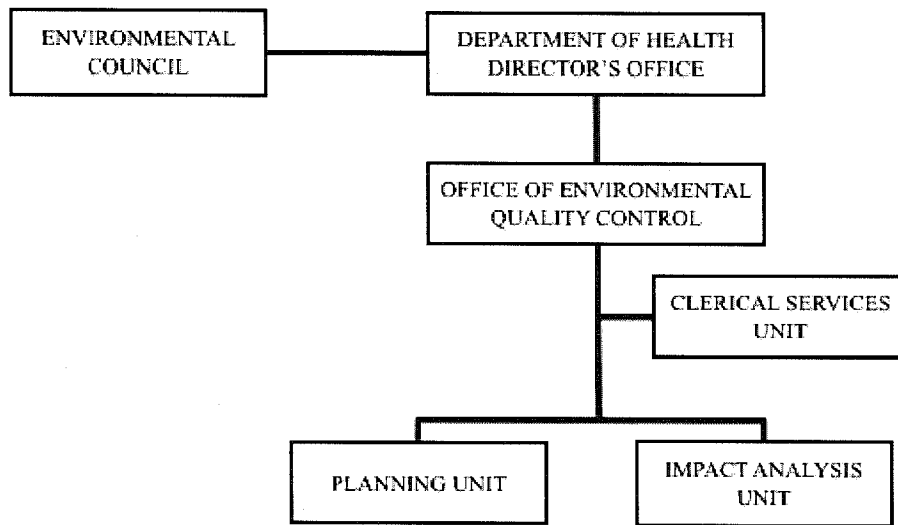 ENVIRONMENTAL
COUNCIL
DEPARTMENT OF HEALTH
DIRECTOR'S OFFICE
OFFICE OF ENVIRONMENTAL
QUALITY CONTROL
CLERICAL SERVICES
UNIT
PLANNING UNIT
IMPACT ANALYSIS
UNIT